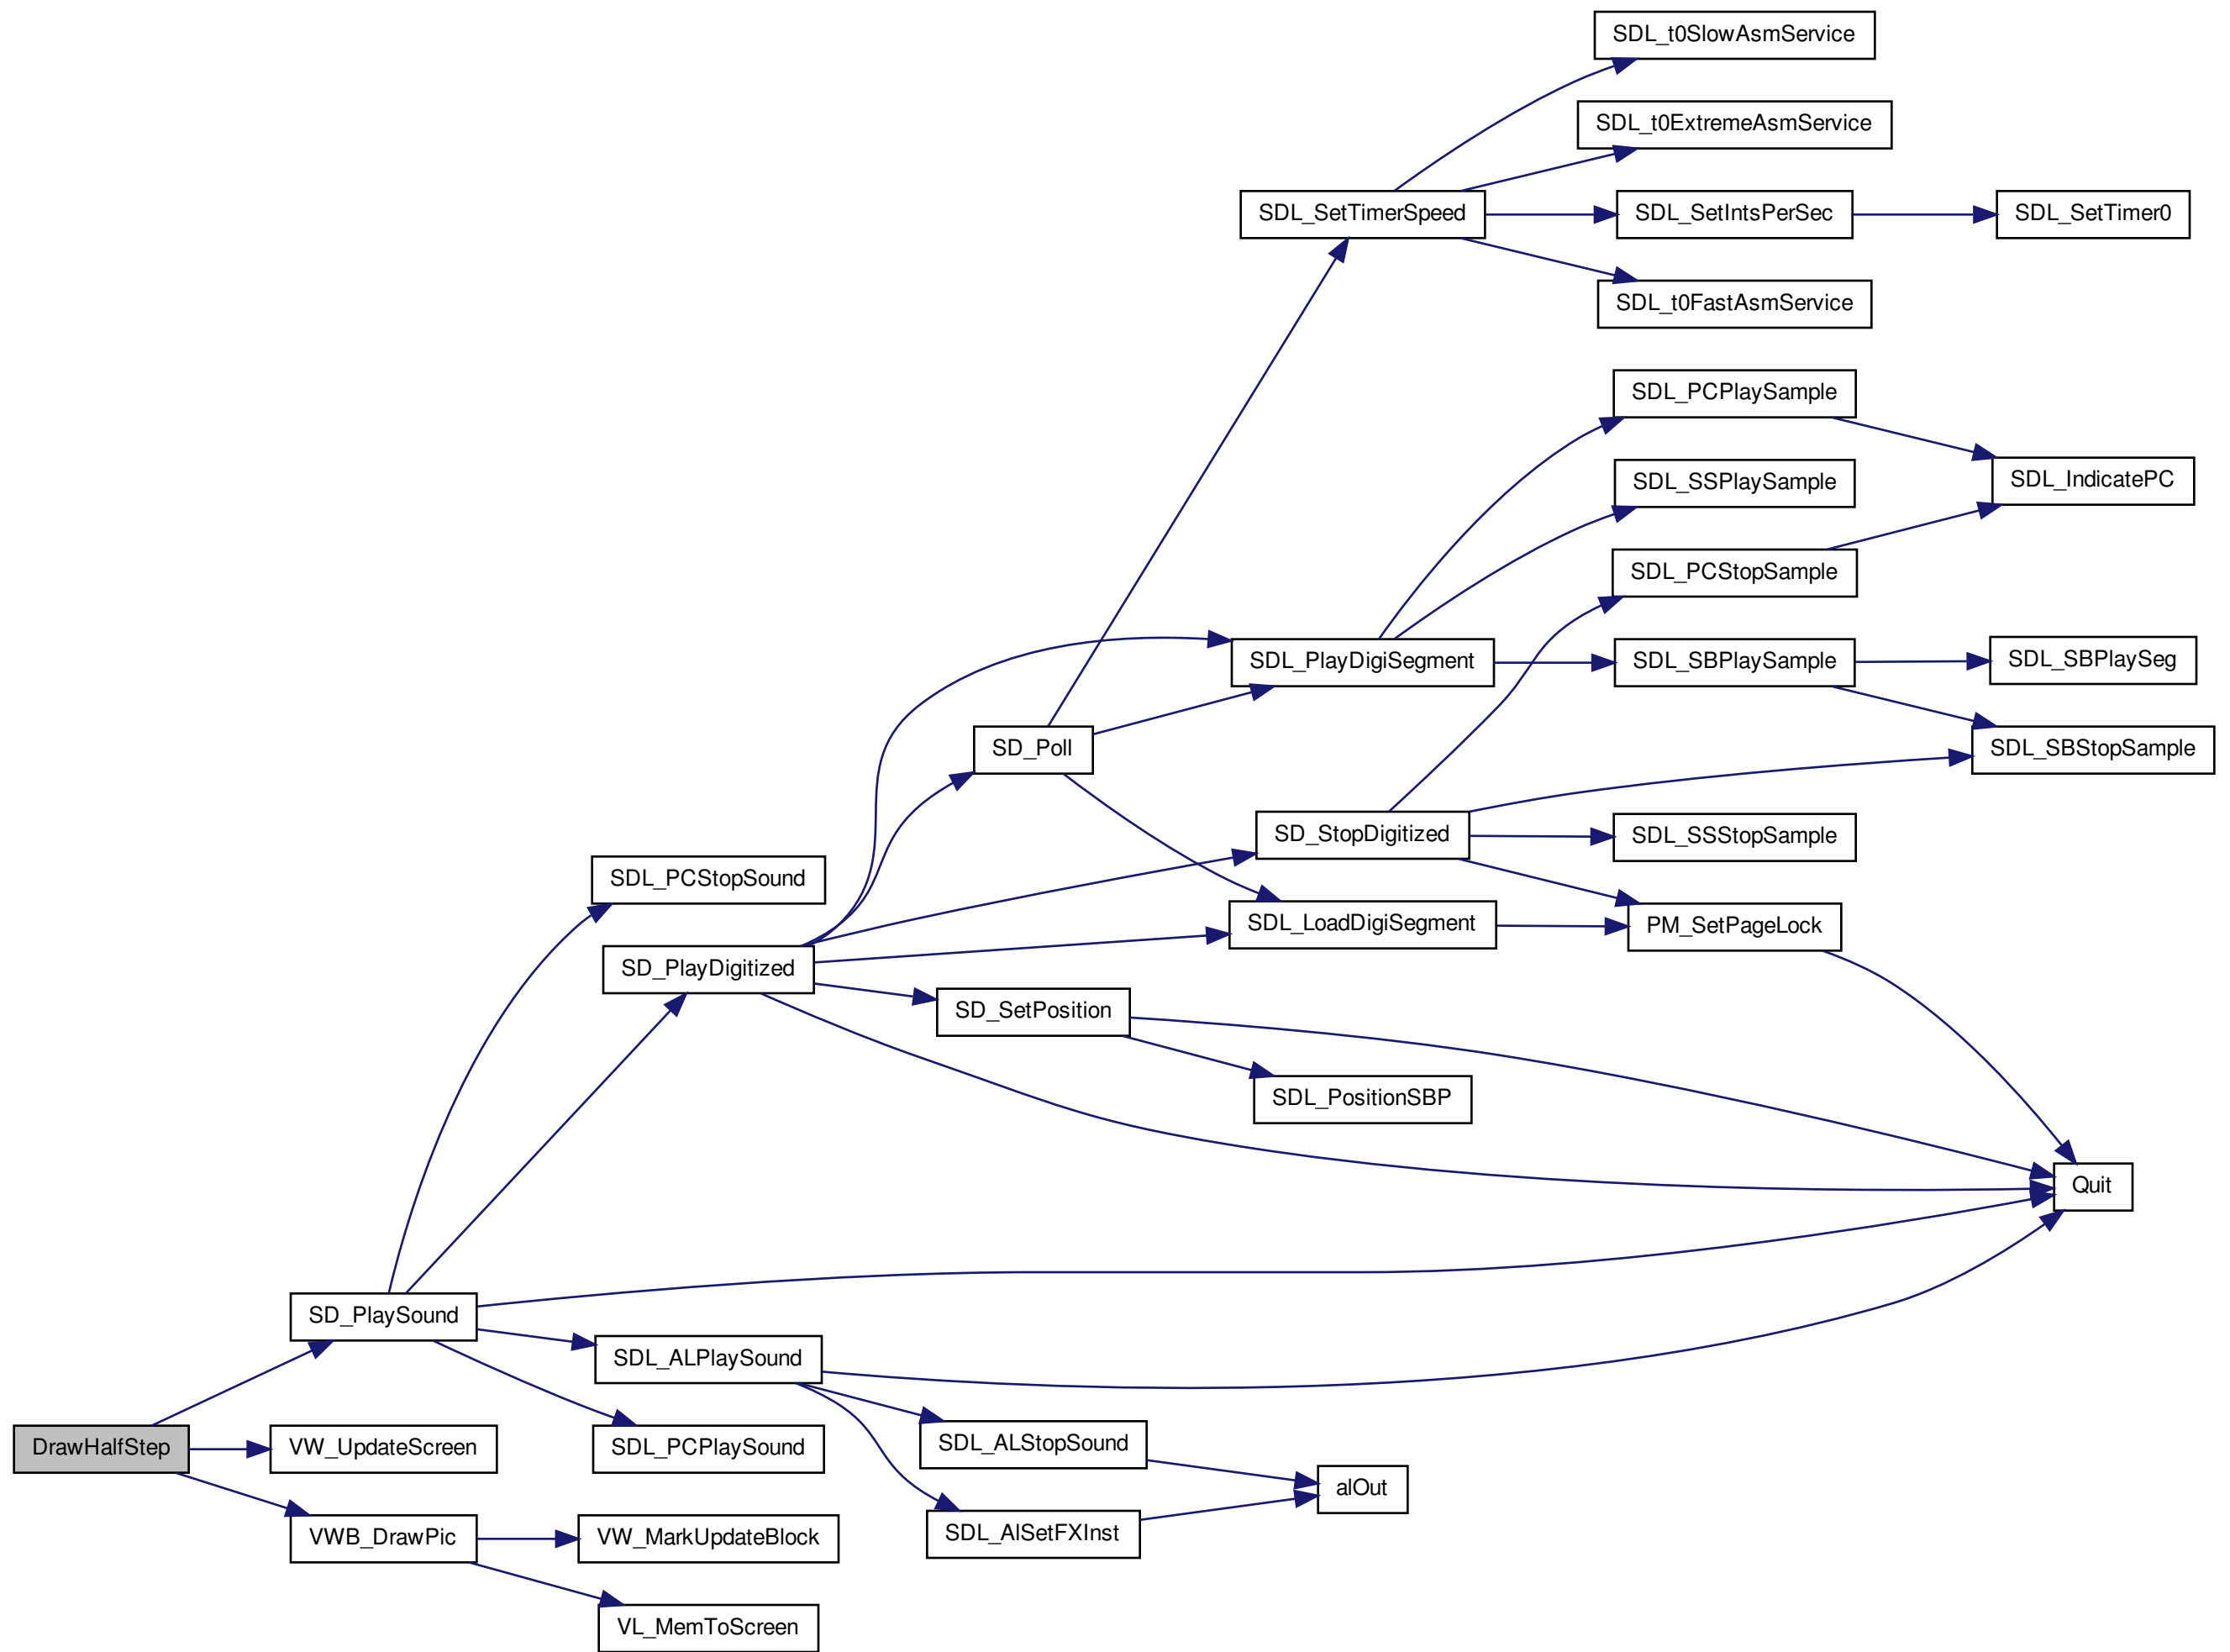 SDL_t0SlowAsmService
SDL_t0ExtremeAsmService
SDL_SetTimerSpeed
SDL_SetIntsPerSec
SDL_SetTimer0
SDL_t0FastAsmService
SDL_PCPlaySample
SDL_SSPlaySample
SDL_IndicatePC
SDL_PCStopSample
SDL_PlayDigiSegment
SDL_SBPlaySample
SDL_SBPlaySeg
SD_Poll
SDL_SBStopSample
SD_StopDigitized
SDL_SSStopSample
SDL_PCStopSound
SDL_LoadDigiSegment
PM_SetPageLock
SD_PlayDigitized
SD_SetPosition
SDL_PositionSBP
Quit
SD_PlaySound
SDL_ALPlaySound
DrawHalfStep
VW_UpdateScreen
SDL_PCPlaySound
SDL_ALStopSound
alOut
VWB_DrawPic
VW_MarkUpdateBlock
SDL_AlSetFXInst
VL_MemToScreen